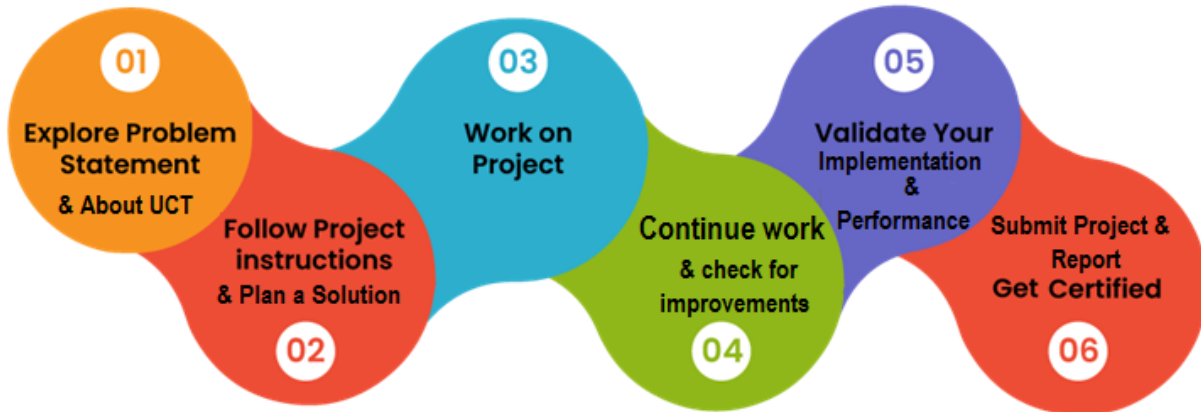 01
Explore Problem
Statement
& About UCT
Follow Project
instructions
& Plan a Solution
02
03
Work on
Project
Continue work
& check for
improvements
04
05
Validate Your
Implementation
&
Performance
Submit Project &
Report
Get Certified
06